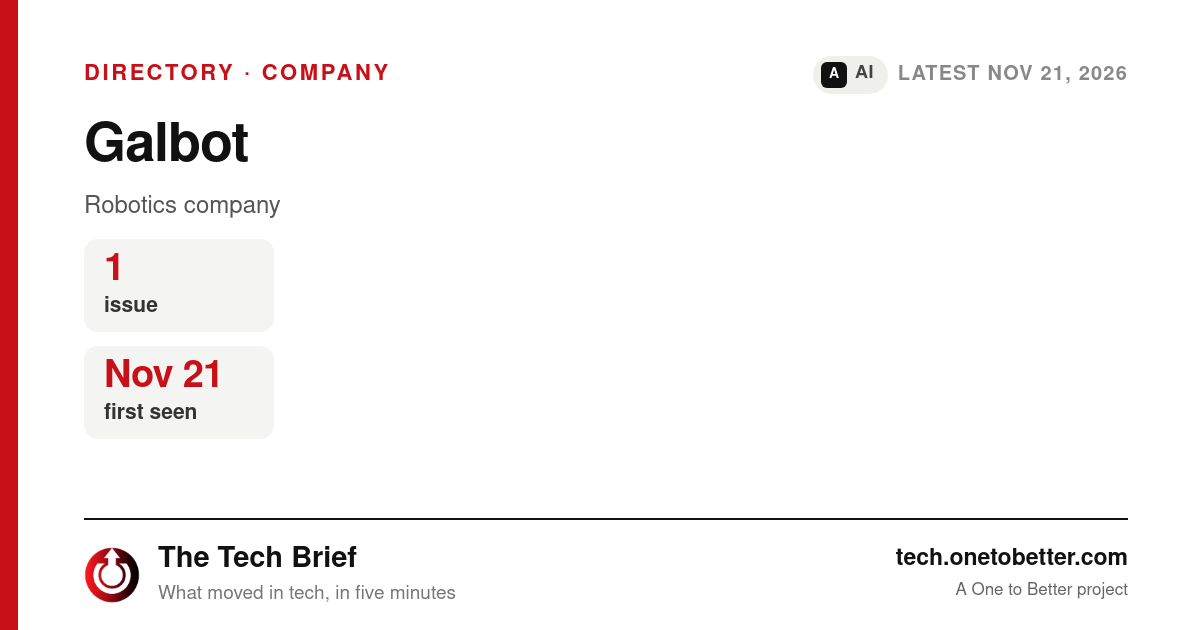 DIRECTORY · COMPANY
A AI LATEST NOV 21, 2026
Galbot
Robotics company
1
issue
Nov 21
first seen
The Tech Brief
What moved in tech, in five minutes
tech.onetobetter.com
A One to Better project